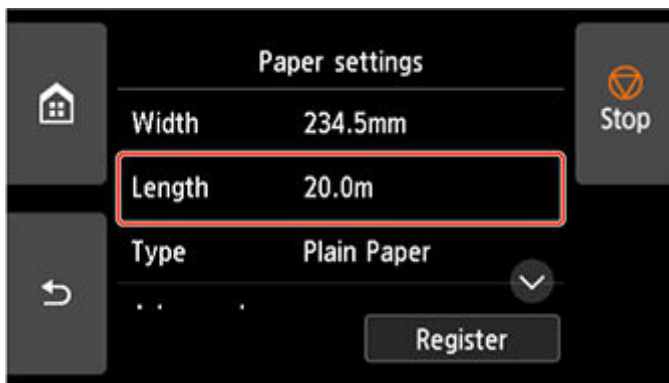 Paper settings
Width 234.5mm
Length 20.0m
Type Plain Paper
Register
Stop